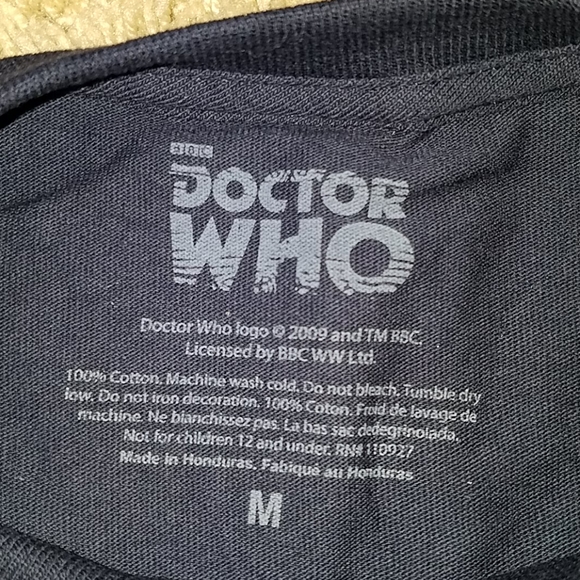 BBC
DOCTOR
WHO
Doctor Who logo © 2009 and TM BBC.
Licensed by BBC WW Ltd.
100% Cotton. Machine wash cold. Do not bleach. Tumble dry
low. Do not iron decoration. 100% Coton. Froid de lavage de
machine. Ne blanchissez pas. La bas sac dedegrinolada.
Not for children 12 and under. RN# 110927
Made in Honduras. Fabriqué au Honduras
M